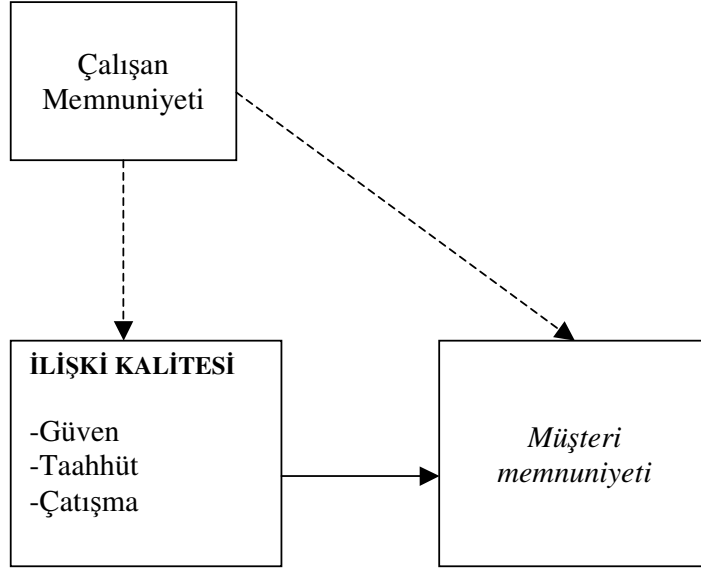 Çalışan
Memnuniyeti
İLİŞKİ KALİTESİ
-Güven
-Taahhüt
-Çatışma
Müşteri
memnuniyeti